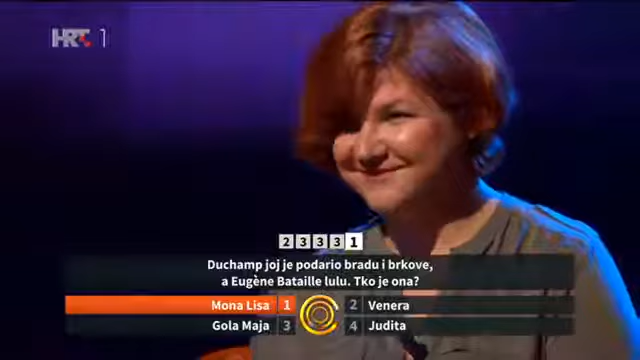 HRT 1
2 3 3 3 1
Duchamp joj je podario bradu i brkove,
a Eugène Bataille lulu. Tko je ona?
Mona Lisa 1 2 Venera
Gola Maja 3 4 Judita